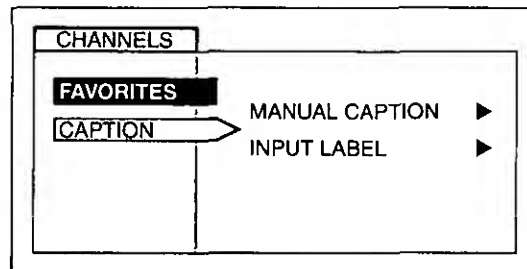 CHANNELS
FAVORITES
CAPTION
MANUAL CAPTION
INPUT LABEL